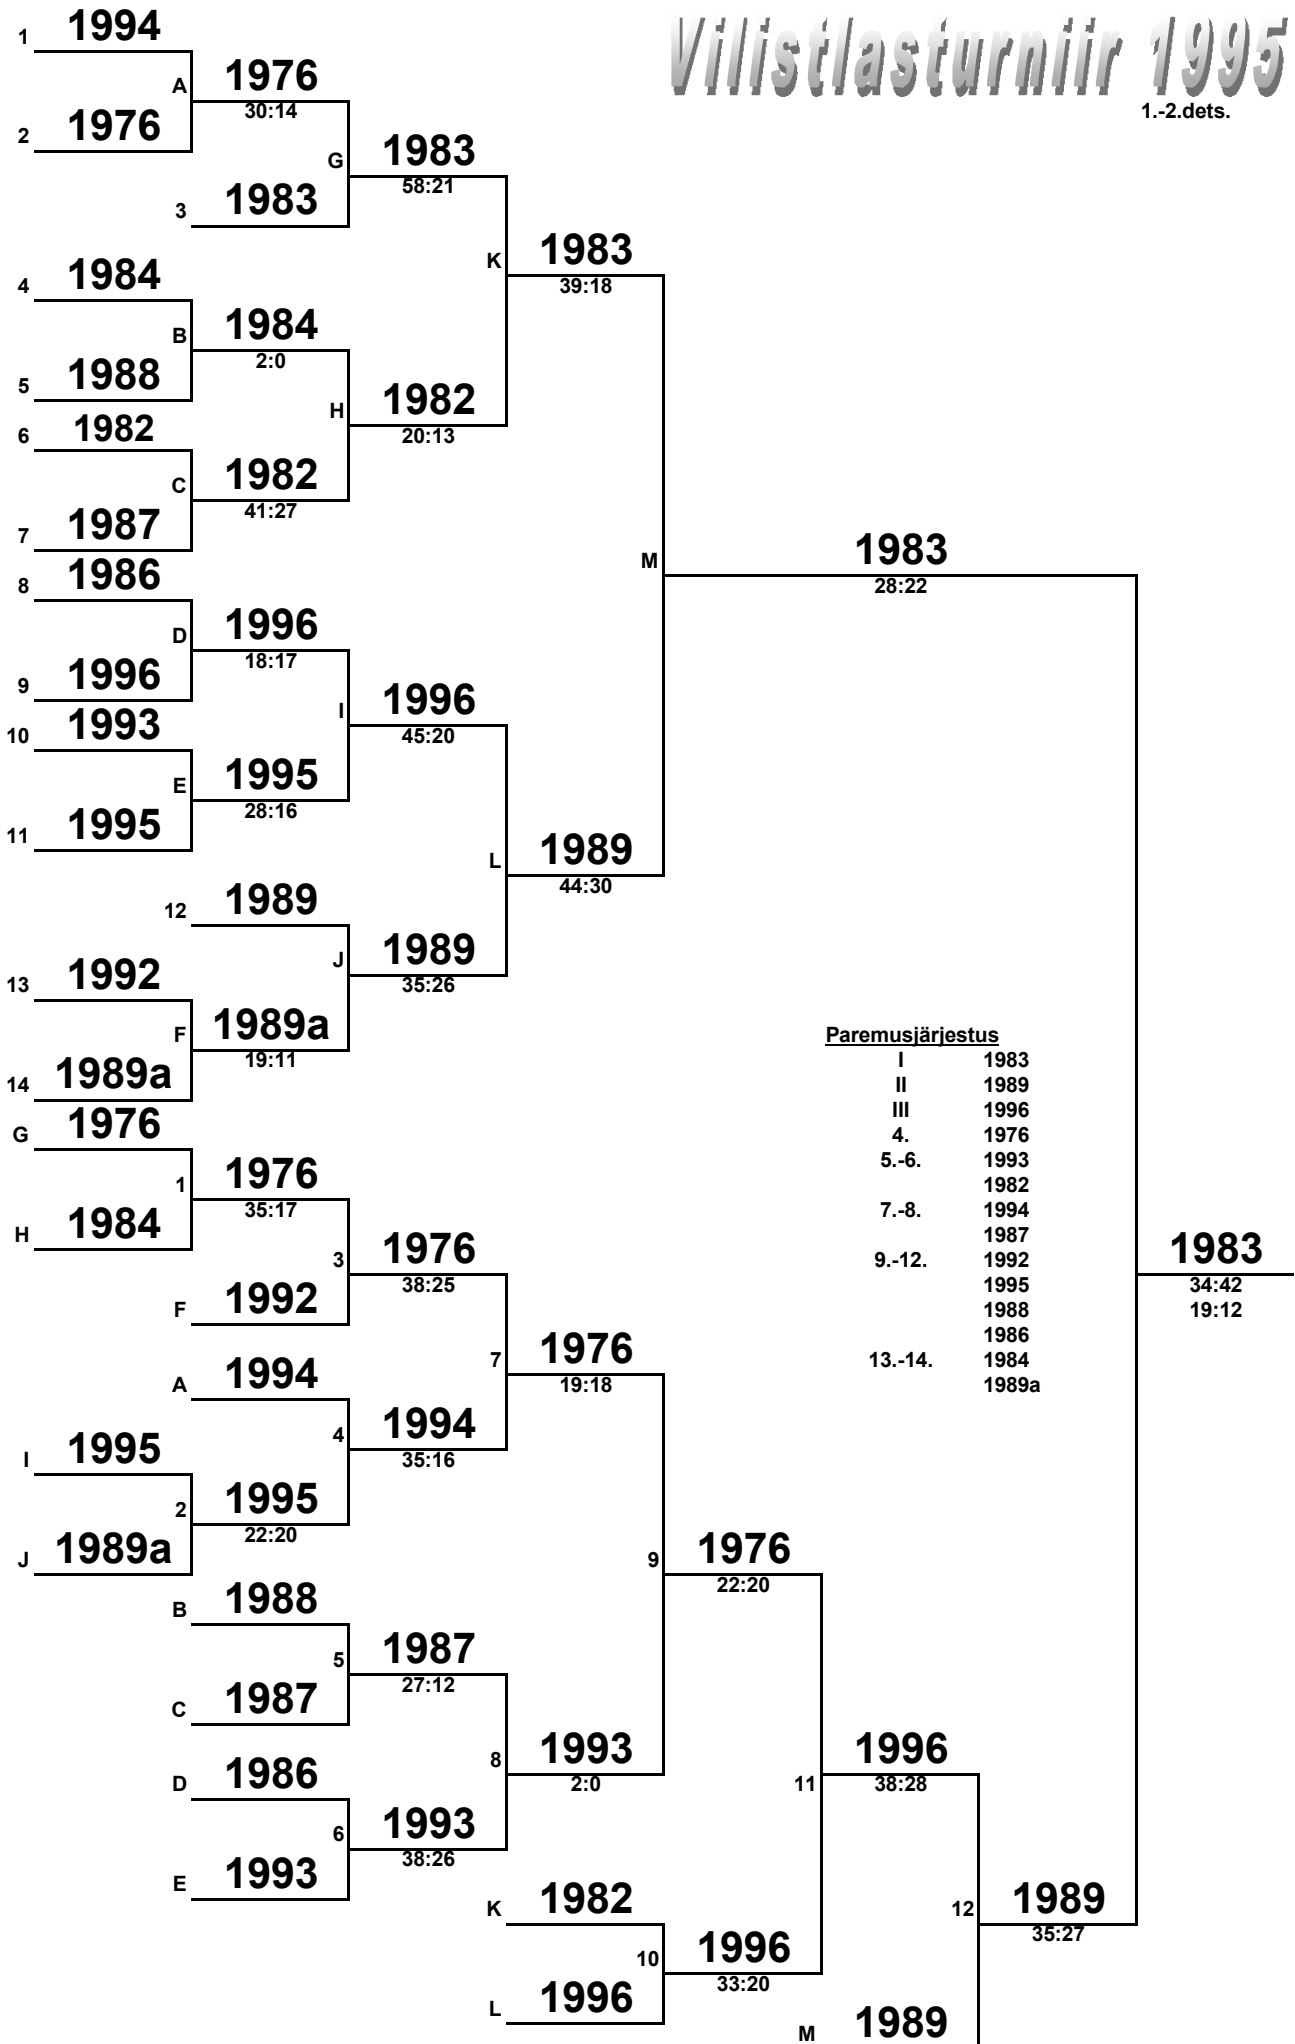 Vilistlasturniir 1995
1.-2.dets.
1 1994
A 1976
30:14
2 1976
G 1983
58:21
3 1983
K 1983
39:18
4 1984
B 1984
2:0
5 1988
H 1982
20:13
6 1982
C 1982
41:27
7 1987
M 1983
28:22
8 1986
D 1996
18:17
9 1996
I 1996
45:20
10 1993
E 1995
28:16
11 1995
L 1989
44:30
12 1989
J 1989
35:26
13 1992
F 1989a
19:11
14 1989a
Paremusjärjestus
I 1983
II 1989
III 1996
4. 1976
5.-6. 1993
1982
7.-8. 1994
1987
9.-12. 1992
1995
1988
1986
13.-14. 1984
1989a
1983
34:42
19:12
G 1976
1 1976
35:17
H 1984
3 1976
38:25
F 1992
7 1976
19:18
A 1994
4 1994
35:16
I 1995
2 1995
22:20
J 1989a
9 1976
22:20
B 1988
5 1987
27:12
C 1987
8 1993
2:0
D 1986
6 1993
38:26
E 1993
11 1996
38:28
K 1982
10 1996
33:20
L 1996
12 1989
35:27
M 1989